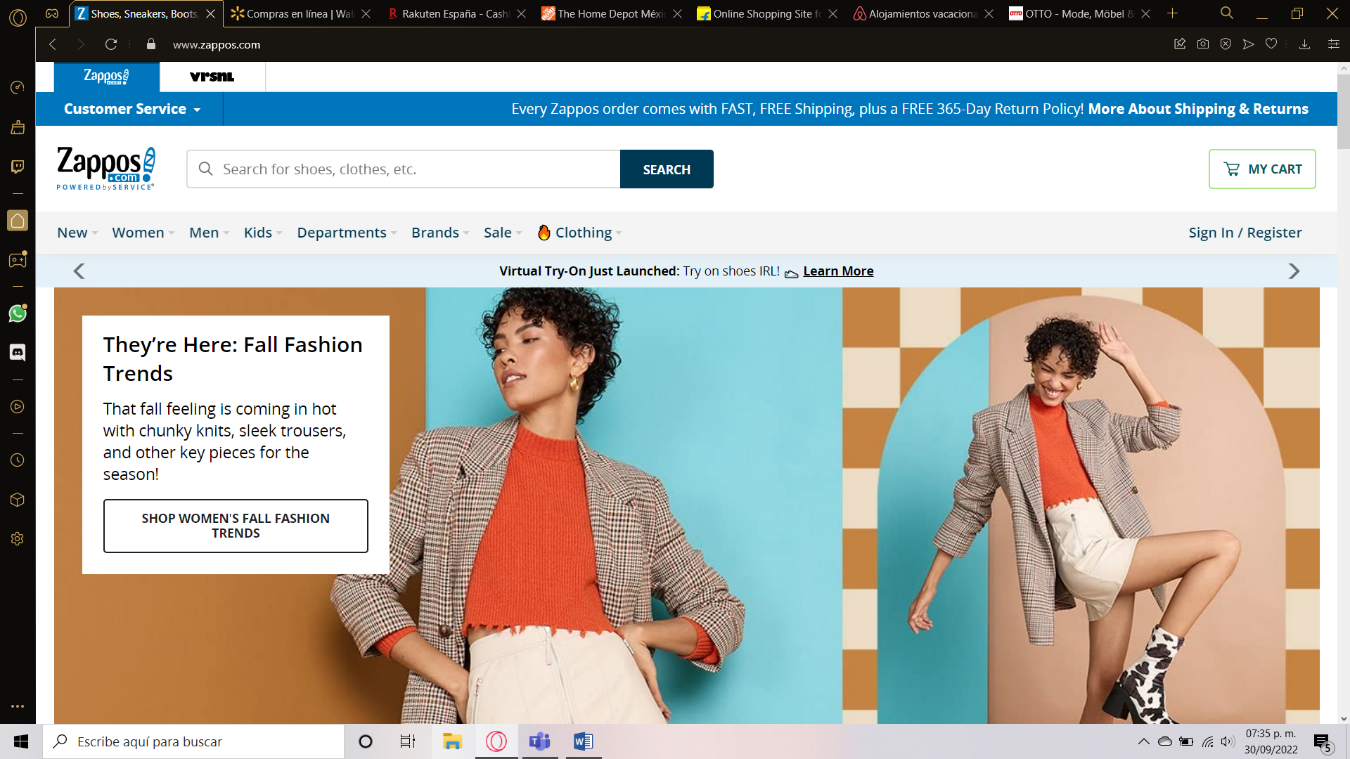 Shoes, Sneakers, Boots,
Compras en línea | Wal
Rakuten España - Cash
The Home Depot Méxi
Online Shopping Site f
Alojamientos vacaciona
OTTO - Mode, Möbel &
www.zappos.com
Zappos .com
vrsnl
Customer Service
Every Zappos order comes with FAST, FREE Shipping, plus a FREE 365-Day Return Policy! More About Shipping & Returns
Zappos
.com
POWERED by SERVICE
Search for shoes, clothes, etc.
SEARCH
MY CART
New
Women
Men
Kids
Departments
Brands
Sale
Clothing
Sign In / Register
Virtual Try-On Just Launched: Try on shoes IRL! Learn More
They're Here: Fall Fashion
Trends
That fall feeling is coming in hot
with chunky knits, sleek trousers,
and other key pieces for the
season!
SHOP WOMEN'S FALL FASHION
TRENDS
Escribe aquí para buscar
07:35 p. m.
30/09/2022
5